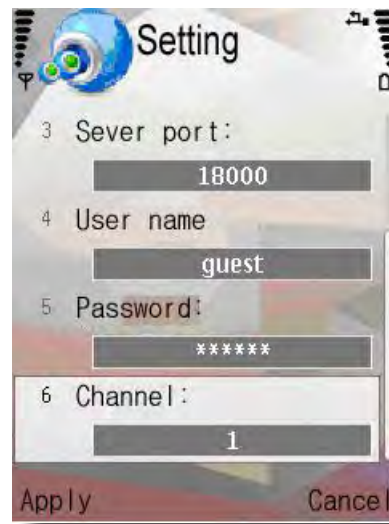 Setting
3 Sever port:
18000
4 User name
guest
5 Password:
******
6 Channel:
1
Apply Cancel